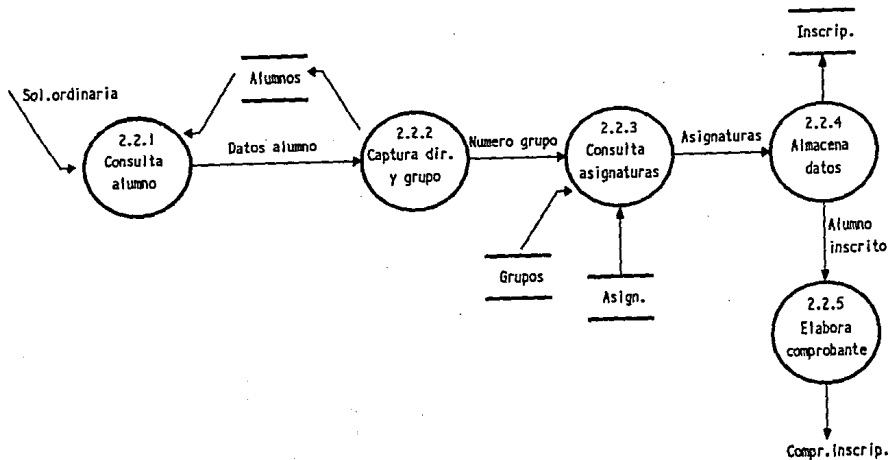 Inscrip.
Alumnos
Sol.ordinaria
2.2.1
Consulta
alumno
Datos alumno
2.2.2
Captura dir.
y grupo
Numero grupo
2.2.3
Consulta
asignaturas
Asignaturas
2.2.4
Almacena
datos
Grupos
Asign.
Alumno
inscrito
2.2.5
Elabora
comprobante
Compr.inscrip.